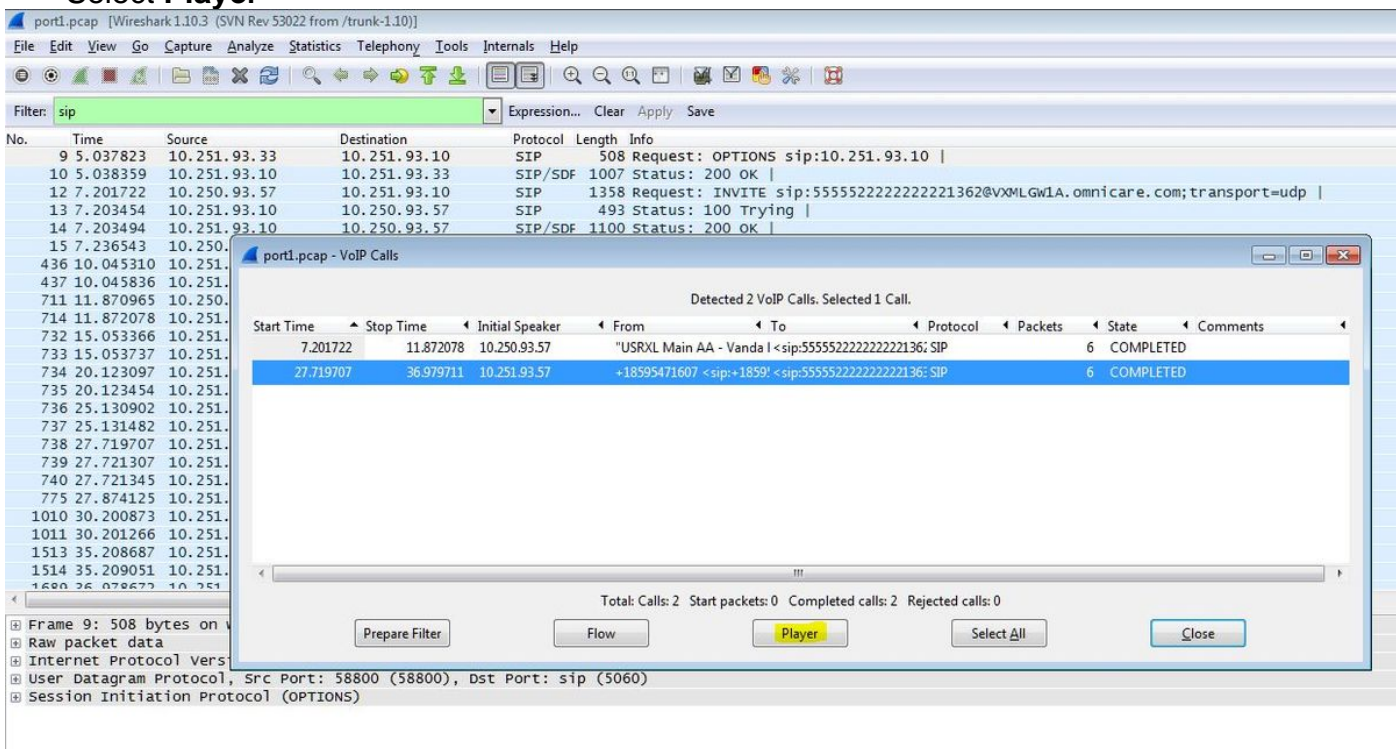 Select Player
port1.pcap [Wireshark 1.10.3 (SVN Rev 53022 from /trunk-1.10)]
File Edit View Go Capture Analyze Statistics Telephony Tools Internals Help
Filter: sip Expression... Clear Apply Save
No. Time Source Destination Protocol Length Info
9 5.037823 10.251.93.33 10.251.93.10 SIP 508 Request: OPTIONS sip:10.251.93.10 |
10 5.038359 10.251.93.10 10.251.93.33 SIP/SDF 1007 Status: 200 OK |
12 7.201722 10.250.93.57 10.251.93.10 SIP 1358 Request: INVITE sip:5555522222222221362@VXMLGW1A.omnicare.com;transport=udp |
13 7.203454 10.251.93.10 10.250.93.57 SIP 493 Status: 100 Trying |
14 7.203494 10.251.93.10 10.250.93.57 SIP/SDF 1100 Status: 200 OK |
15 7.236543 10.250.
436 10.045310 10.251.
437 10.045836 10.251.
711 11.870965 10.250.
714 11.872078 10.251.
732 15.053366 10.251.
733 15.053737 10.251.
734 20.123097 10.251.
735 20.123454 10.251.
736 25.130902 10.251.
737 25.131482 10.251.
738 27.719707 10.251.
739 27.721307 10.251.
740 27.721345 10.251.
775 27.874125 10.251.
1010 30.200873 10.251.
1011 30.201266 10.251.
1513 35.208687 10.251.
1514 35.209051 10.251.
1689 36.978672 10.251
port1.pcap - VoIP Calls
Detected 2 VoIP Calls. Selected 1 Call.
Start Time Stop Time Initial Speaker From To Protocol Packets State Comments
7.201722 11.872078 10.250.93.57 "USRXL Main AA - Vanda I <sip:5555522222222221362 SIP 6 COMPLETED
27.719707 36.979711 10.251.93.57 +18595471607 <sip:+1859! <sip:555552222222222136 SIP 6 COMPLETED
Total: Calls: 2 Start packets: 0 Completed calls: 2 Rejected calls: 0
Prepare Filter Flow Player Select All Close
Frame 9: 508 bytes on
Raw packet data
Internet Protocol Vers
User Datagram Protocol, Src Port: 58800 (58800), Dst Port: sip (5060)
Session Initiation Protocol (OPTIONS)